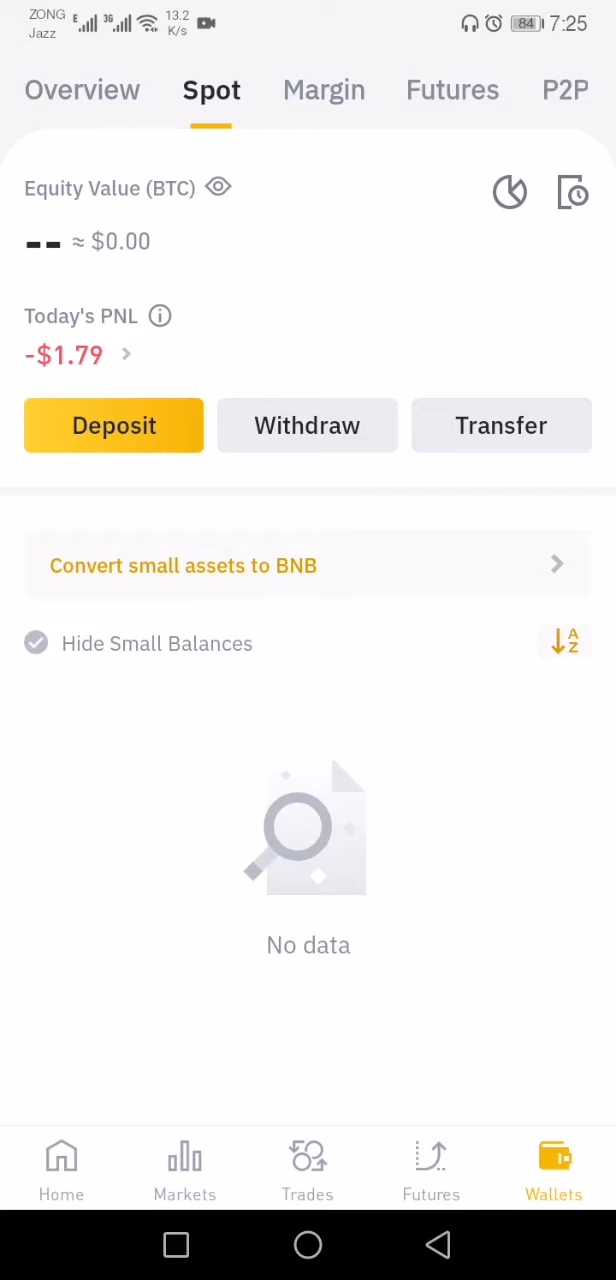 ZONG E 3G 13.2 84 7:25
Jazz K/s
Overview Spot Margin Futures P2P
Equity Value (BTC)
-- ≈ $0.00
Today's PNL
-$1.79 >
Deposit Withdraw Transfer
Convert small assets to BNB
Hide Small Balances A
Z
No data
Home Markets Trades Futures Wallets